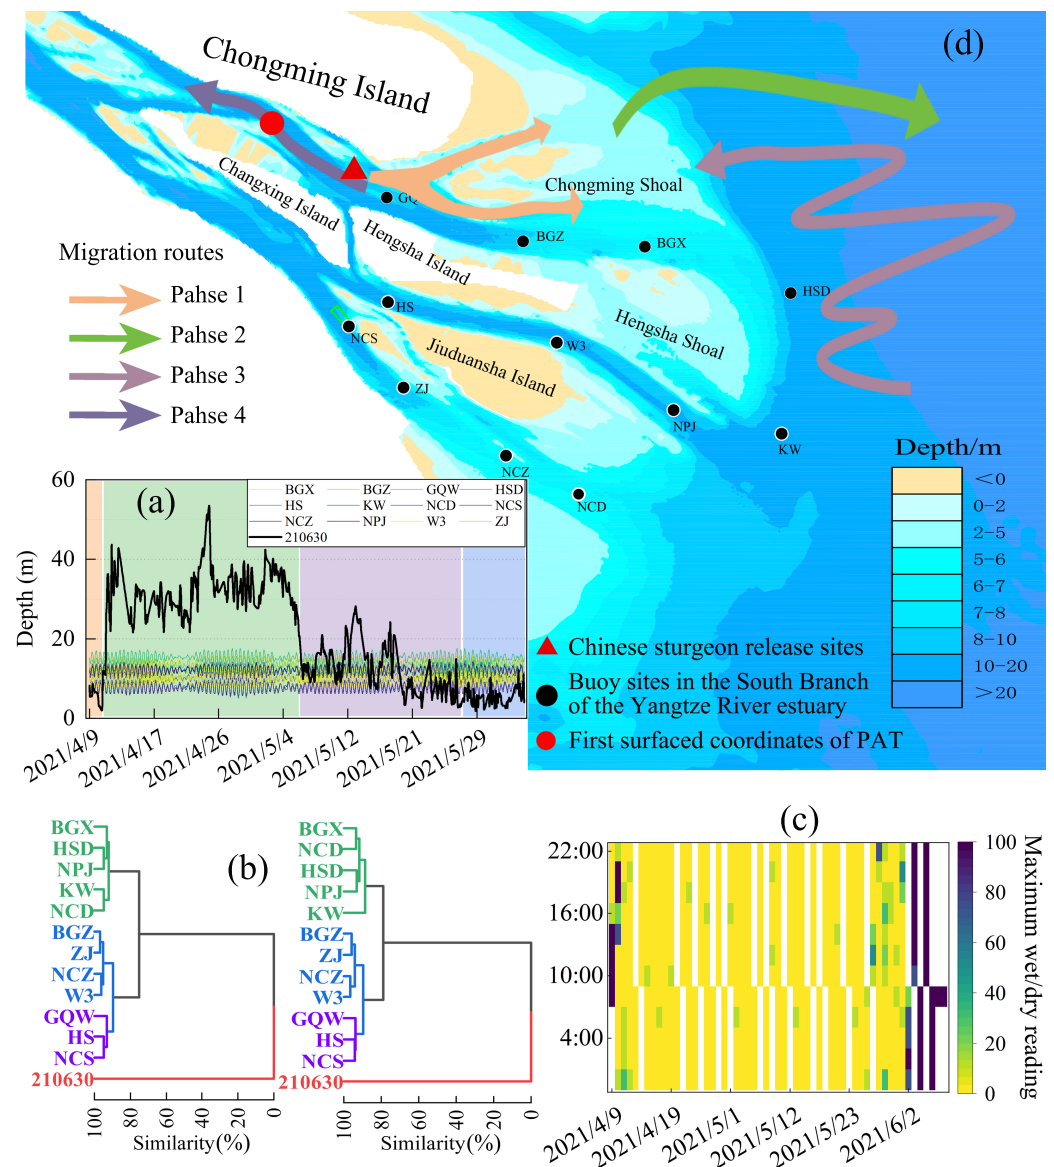 (d)
Chongming Island
Changxing Island
Hengsha Island
Chongming Shoal
GQ
BGZ
BGX
HSD
HS
NCS
W3
Hengsha Shoal
Jiuduansha Island
ZJ
NPJ
KW
NCZ
NCD
Migration routes
Pahse 1
Pahse 2
Pahse 3
Pahse 4
Depth/m
<0
0-2
2-5
5-6
6-7
7-8
8-10
10-20
>20
Chinese sturgeon release sites
Buoy sites in the South Branch
of the Yangtze River estuary
First surfaced coordinates of PAT
(a)
BGX BGZ GQW HSD
HS KW NCD NCS
NCZ NPJ W3 ZJ
210630
Depth (m)
60
40
20
0
2021/4/9
2021/4/17
2021/4/26
2021/5/4
2021/5/12
2021/5/21
2021/5/29
(b)
BGX
HSD
NPJ
KW
NCD
BGZ
ZJ
NCZ
W3
GQW
HS
NCS
210630
100 80 60 40 20 0
Similarity(%)
BGX
NCD
HSD
NPJ
KW
BGZ
ZJ
NCZ
W3
GQW
HS
NCS
210630
100 80 60 40 20 0
Similarity(%)
(c)
22:00
16:00
10:00
4:00
2021/4/9
2021/4/19
2021/5/1
2021/5/12
2021/5/23
2021/6/2
100
80
60
40
20
0
Maximum wet/dry reading